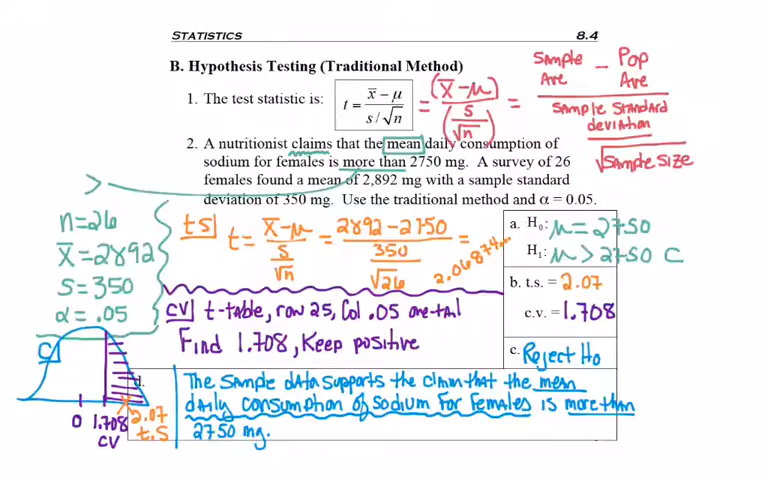 STATISTICS 8.4
B. Hypothesis Testing (Traditional Method)
1. The test statistic is: t = x̄ − μ / s / √n = (x̄ − μ) / (s / √n) = Sample Ave − Pop Ave / Sample Standard deviation / √Sample Size
2. A nutritionist claims that the mean daily consumption of
sodium for females is more than 2750 mg. A survey of 26
females found a mean of 2,892 mg with a sample standard
deviation of 350 mg. Use the traditional method and α = 0.05.
>
n=26
x̄=2892
s=350
α=.05
ts t = x̄ − μ / s / √n = 2892 − 2750 / 350 / √26 = 2.06874...
CV t-table, row 25, Col .05 one-tail
Find 1.708, Keep positive
a. H₀: μ = 2750
H₁: μ > 2750 C
b. t.s. = 2.07
c.v. = 1.708
c. Reject H₀
d.
The sample data supports the claim that the mean
daily consumption of sodium for females is more than
2750 mg.
0 1.708 2.07
CV t.s